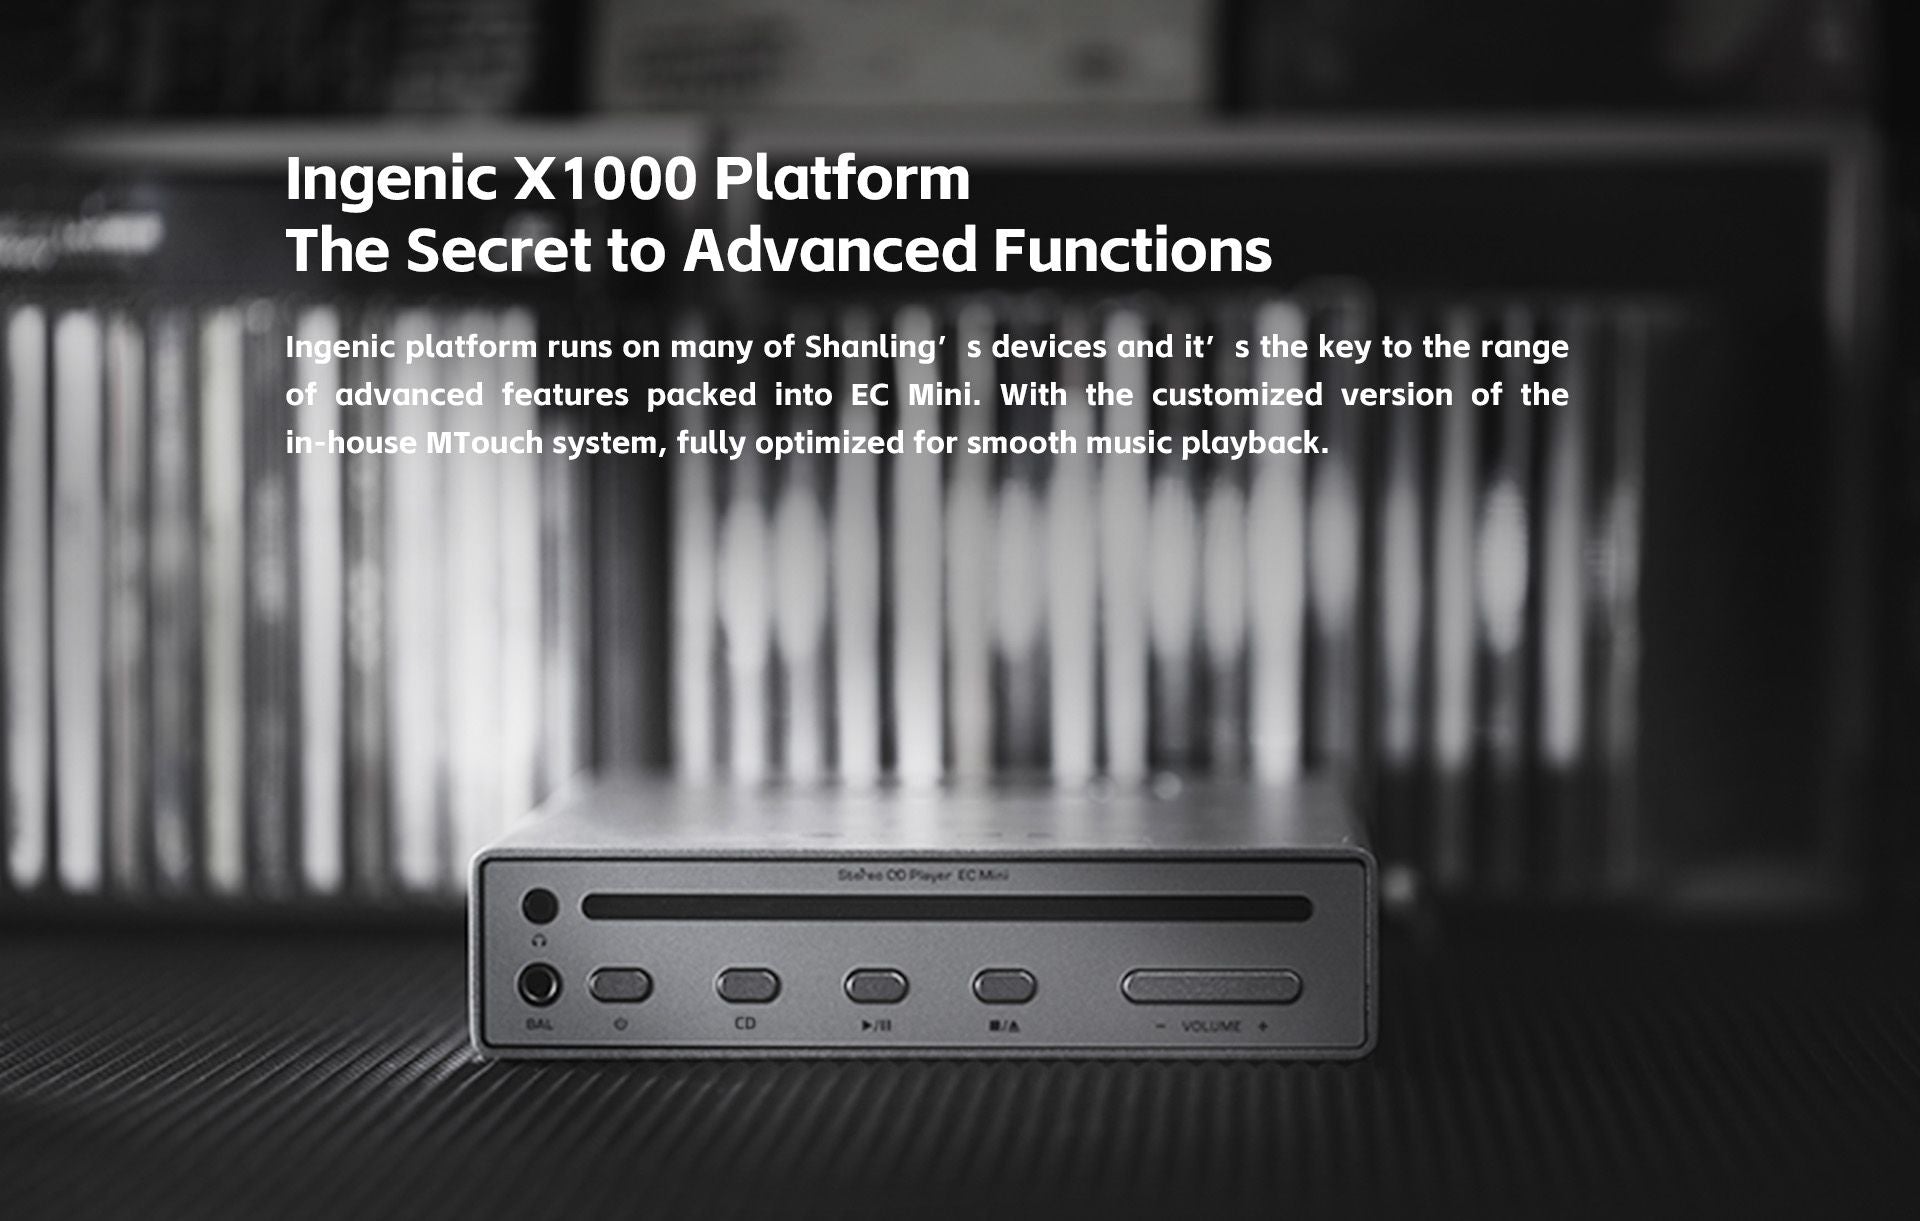 Ingenic X1000 Platform
The Secret to Advanced Functions
Ingenic platform runs on many of Shanling’ s devices and it’ s the key to the range
of advanced features packed into EC Mini. With the customized version of the
in-house MTouch system, fully optimized for smooth music playback.
Stereo CD Player EC Mini
BAL
CD
▶/II
■/▲
- VOLUME +